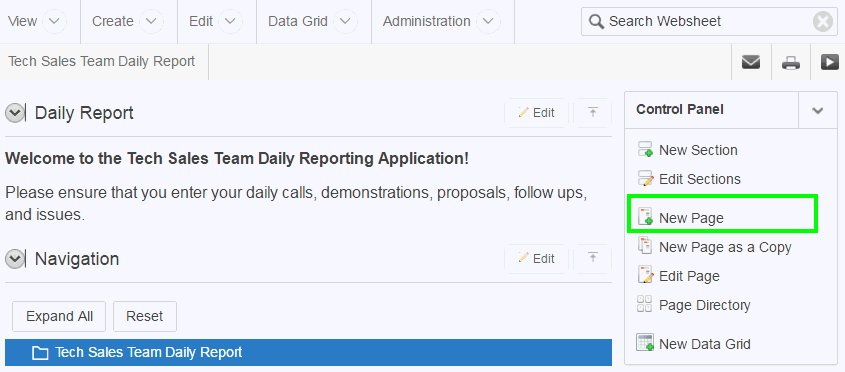 View Create Edit Data Grid Administration Search Websheet
Tech Sales Team Daily Report
Daily Report Edit
Welcome to the Tech Sales Team Daily Reporting Application!
Please ensure that you enter your daily calls, demonstrations, proposals, follow ups,
and issues.
Navigation Edit
Expand All Reset
Tech Sales Team Daily Report
Control Panel
New Section
Edit Sections
New Page
New Page as a Copy
Edit Page
Page Directory
New Data Grid